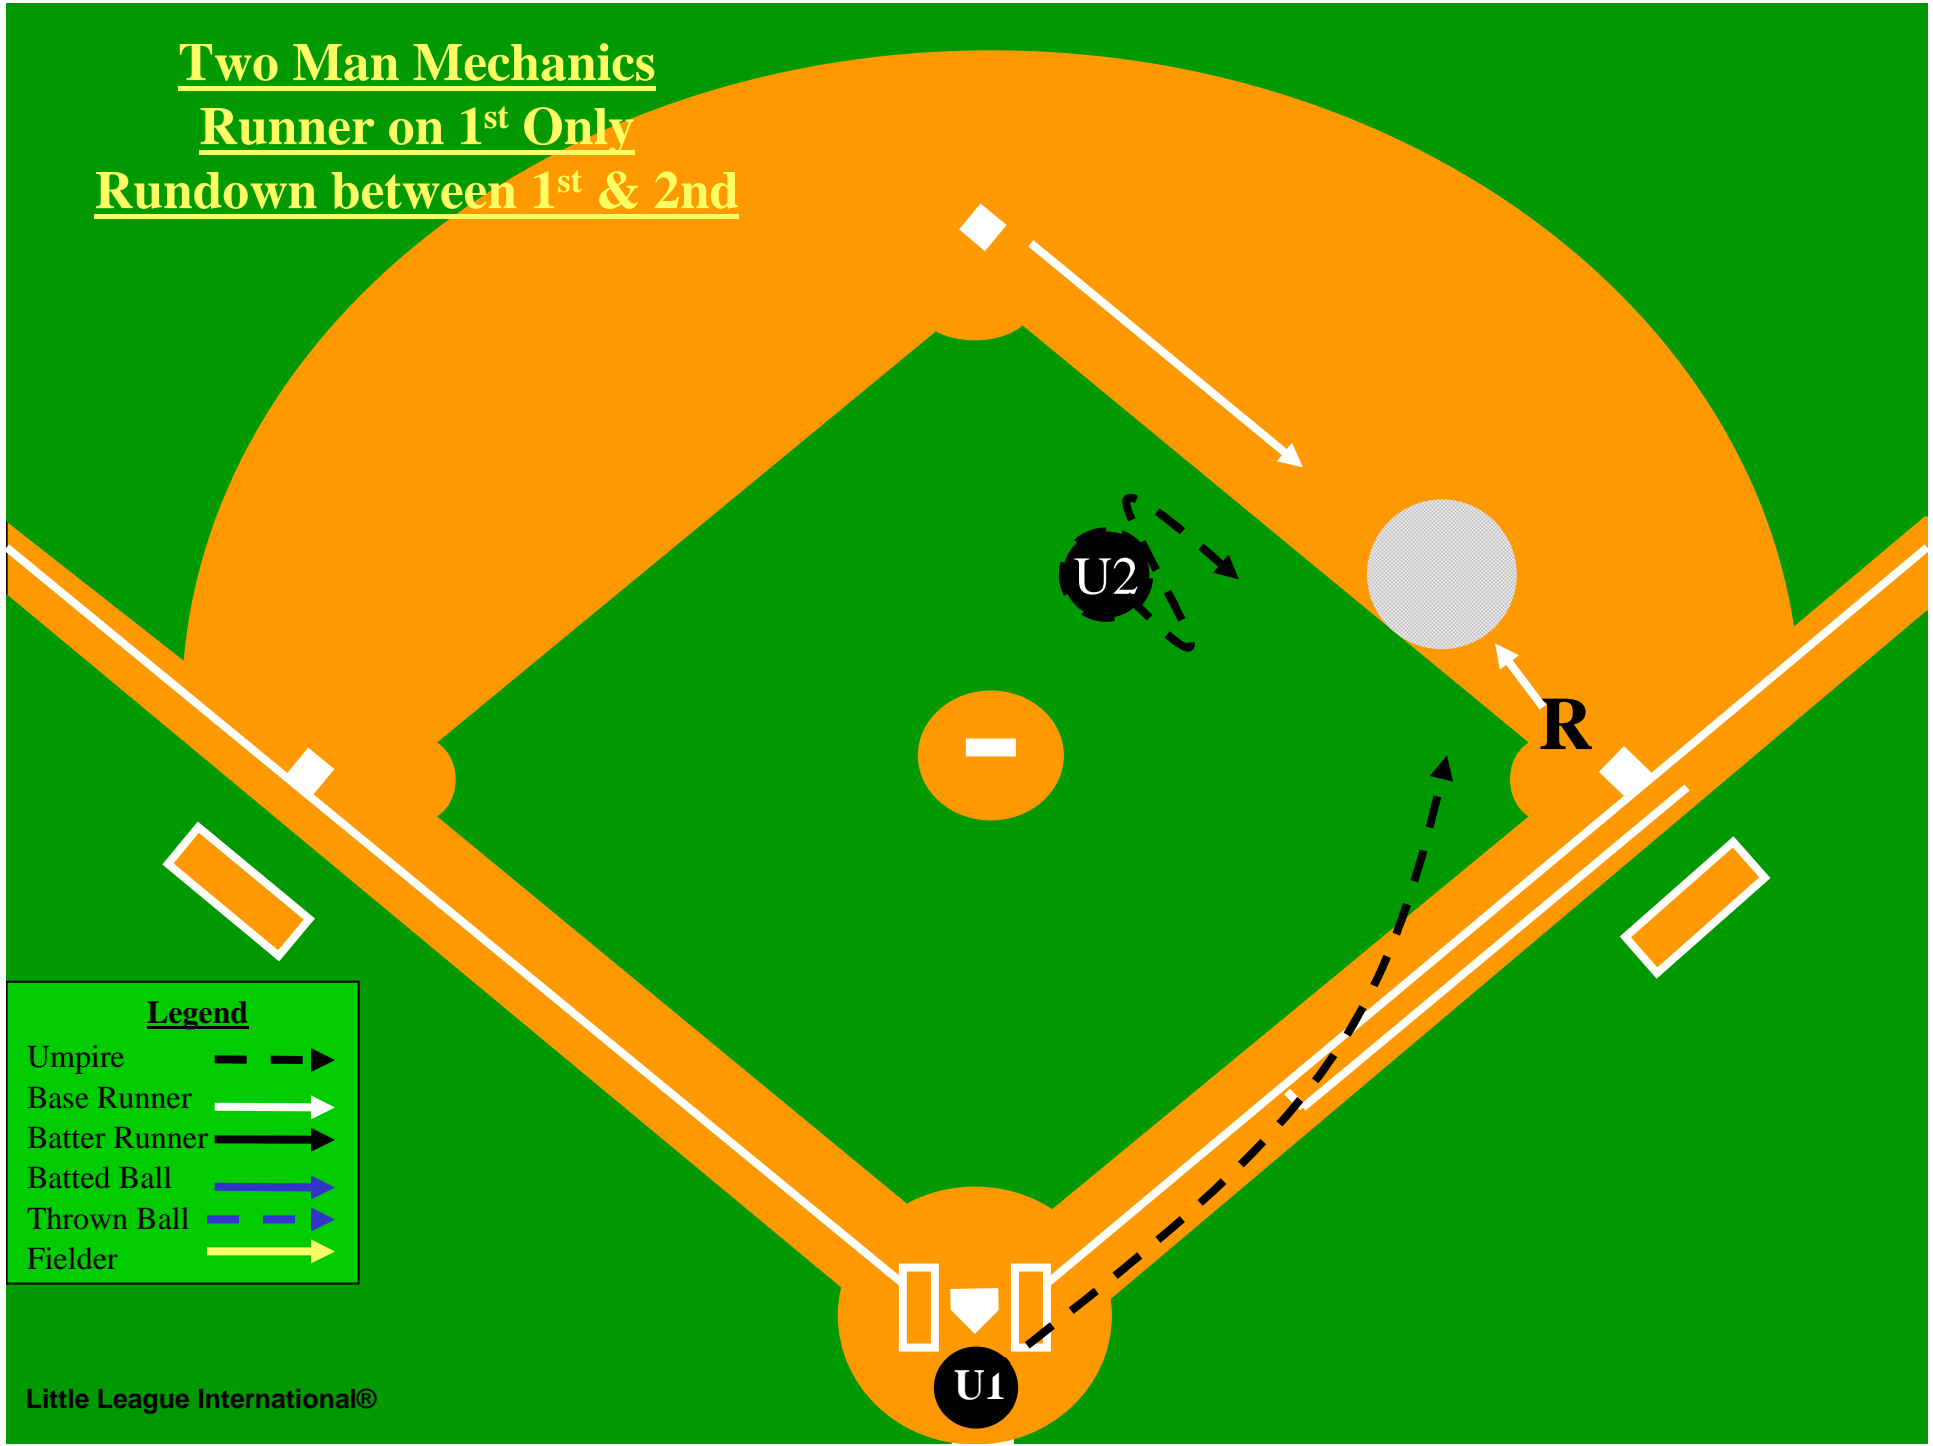 Two Man Mechanics
Runner on 1st Only
Rundown between 1st & 2nd
U2
R
Legend
Umpire
Base Runner
Batter Runner
Batted Ball
Thrown Ball
Fielder
U1
Little League International®